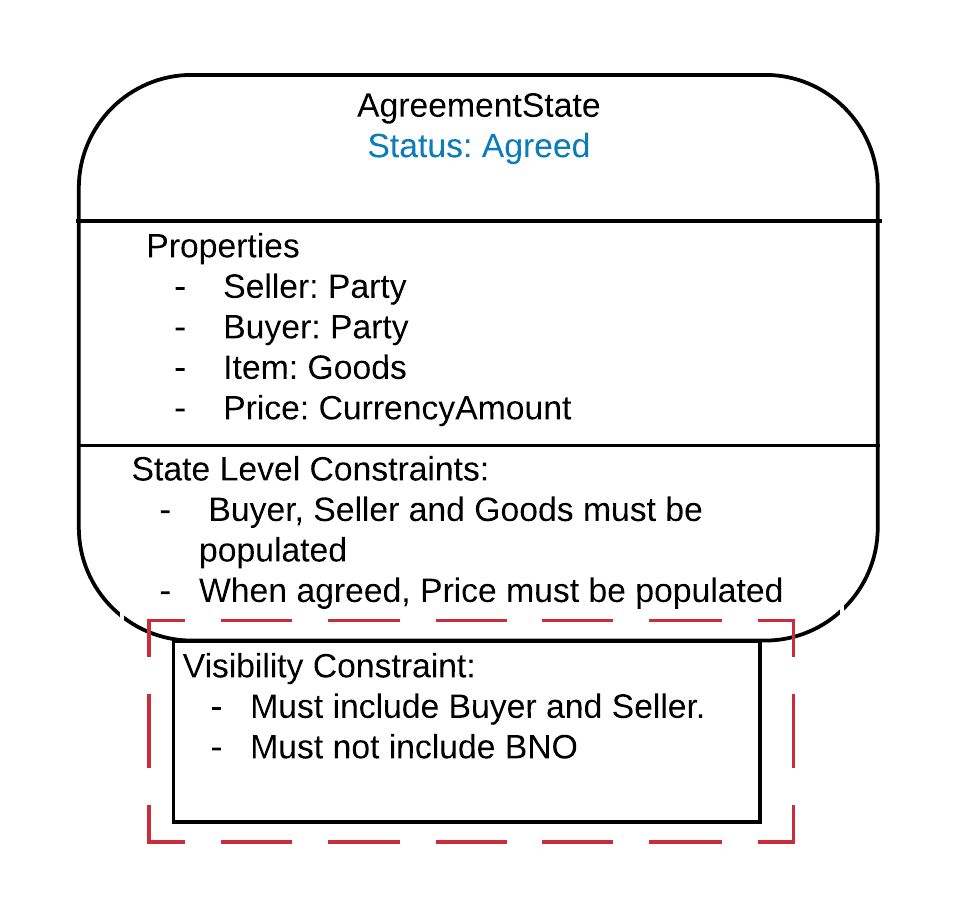 AgreementState
Status: Agreed
Properties
- Seller: Party
- Buyer: Party
- Item: Goods
- Price: CurrencyAmount
State Level Constraints:
- Buyer, Seller and Goods must be
populated
- When agreed, Price must be populated
Visibility Constraint:
- Must include Buyer and Seller.
- Must not include BNO